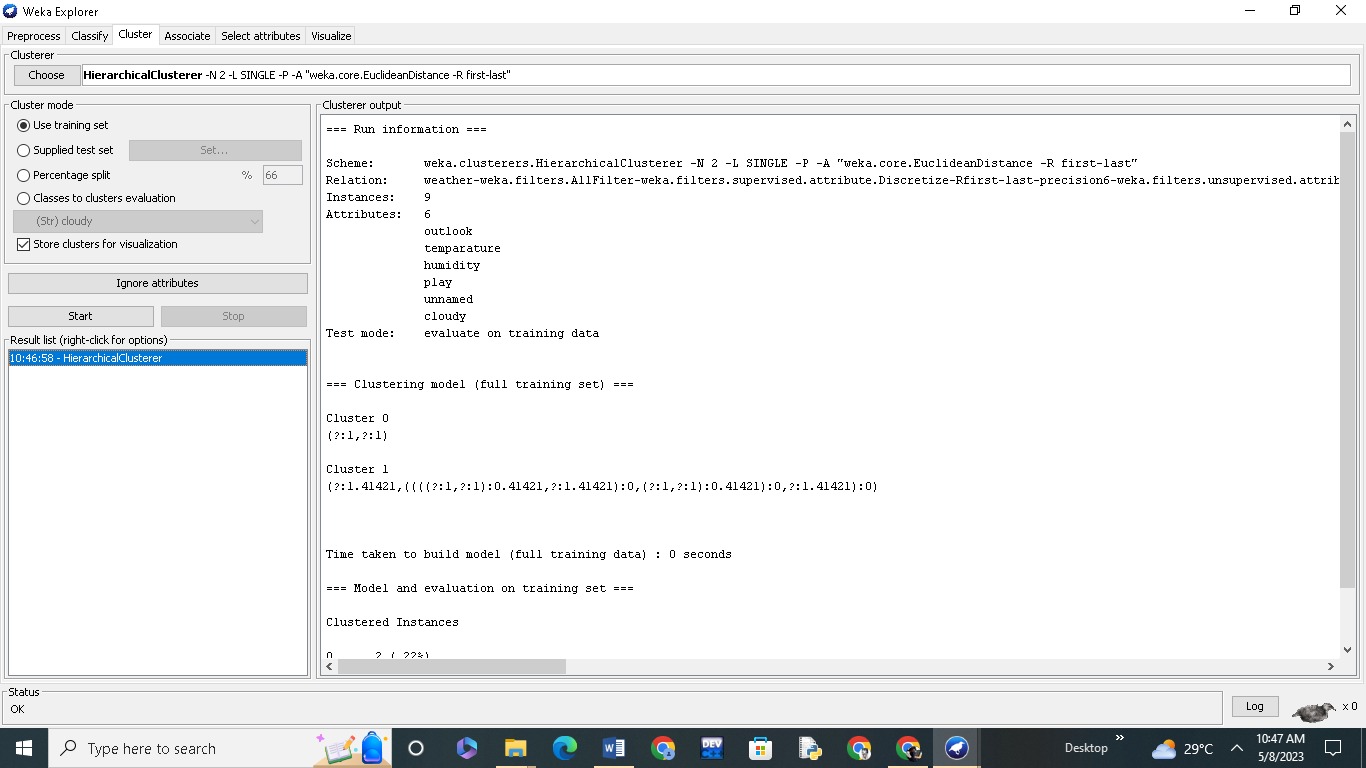 Weka Explorer
Preprocess Classify Cluster Associate Select attributes Visualize
Clusterer
Choose HierarchicalClusterer -N 2 -L SINGLE -P -A "weka.core.EuclideanDistance -R first-last"
Cluster mode
Use training set
Supplied test set Set...
Percentage split % 66
Classes to clusters evaluation
(Str) cloudy
Store clusters for visualization
Ignore attributes
Start Stop
Result list (right-click for options)
10:46:58 - HierarchicalClusterer
Clusterer output
=== Run information ===
Scheme: weka.clusterers.HierarchicalClusterer -N 2 -L SINGLE -P -A "weka.core.EuclideanDistance -R first-last"
Relation: weather-weka.filters.AllFilter-weka.filters.supervised.attribute.Discretize-Rfirst-last-precision6-weka.filters.unsupervised.attrib
Instances: 9
Attributes: 6
outlook
temparature
humidity
play
unnamed
cloudy
Test mode: evaluate on training data
=== Clustering model (full training set) ===
Cluster 0
(?:1,?:1)
Cluster 1
(?:1.41421,((((?:1,?:1):0.41421,?:1.41421):0,(?:1,?:1):0.41421):0,?:1.41421):0)
Time taken to build model (full training data) : 0 seconds
=== Model and evaluation on training set ===
Clustered Instances
0 2 ( 22%)
Status
OK
Log x 0
Type here to search
DEV
Desktop
29°C
10:47 AM
5/8/2023